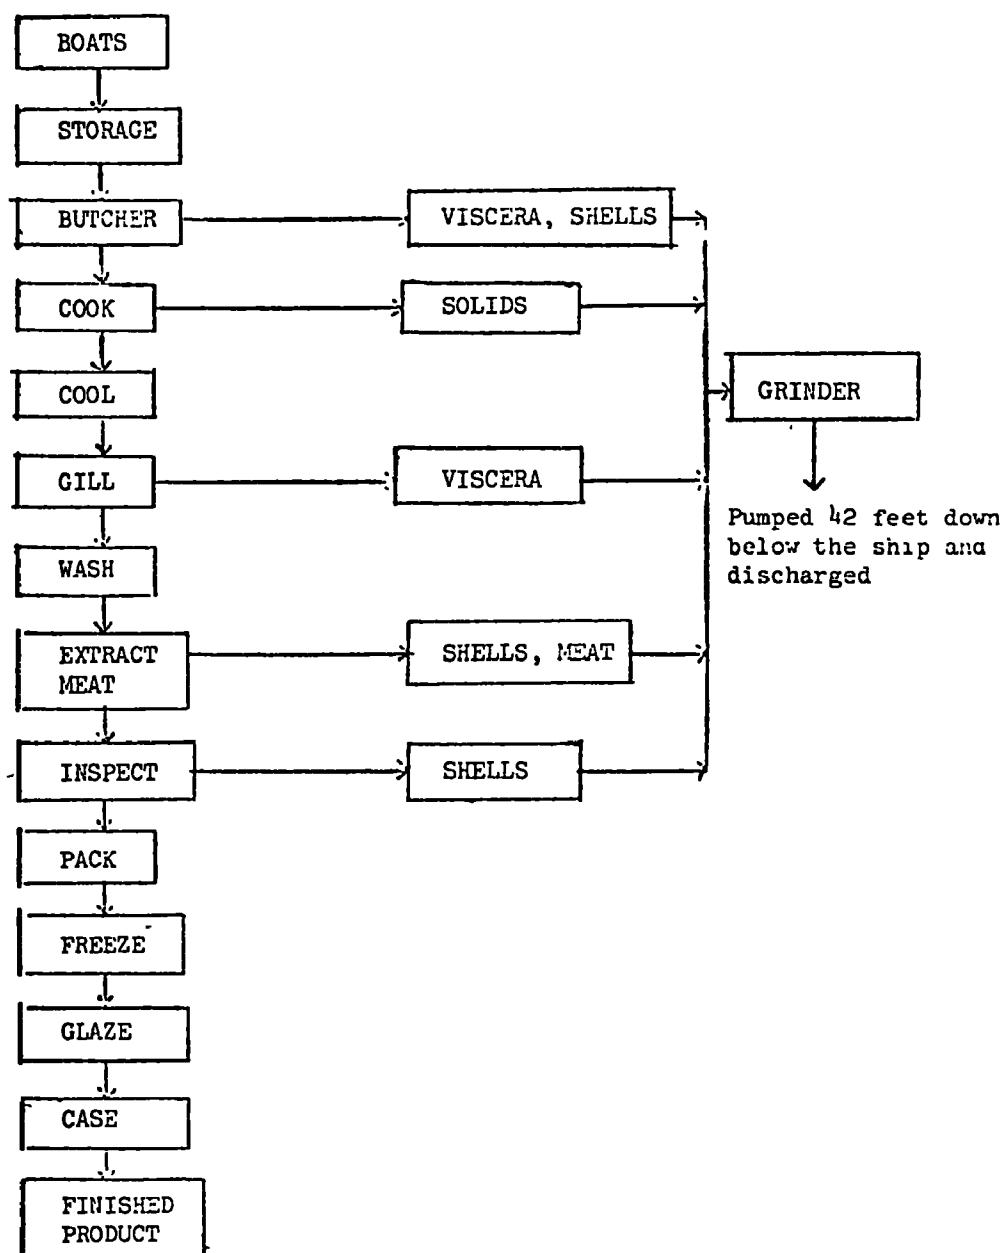 BOATS
STORAGE
BUTCHER
VISCERA, SHELLS
COOK
SOLIDS
COOL
GRINDER
GILL
VISCERA
Pumped 42 feet down
below the ship and
discharged
WASH
EXTRACT
MEAT
SHELLS, MEAT
INSPECT
SHELLS
PACK
FREEZE
GLAZE
CASE
FINISHED
PRODUCT